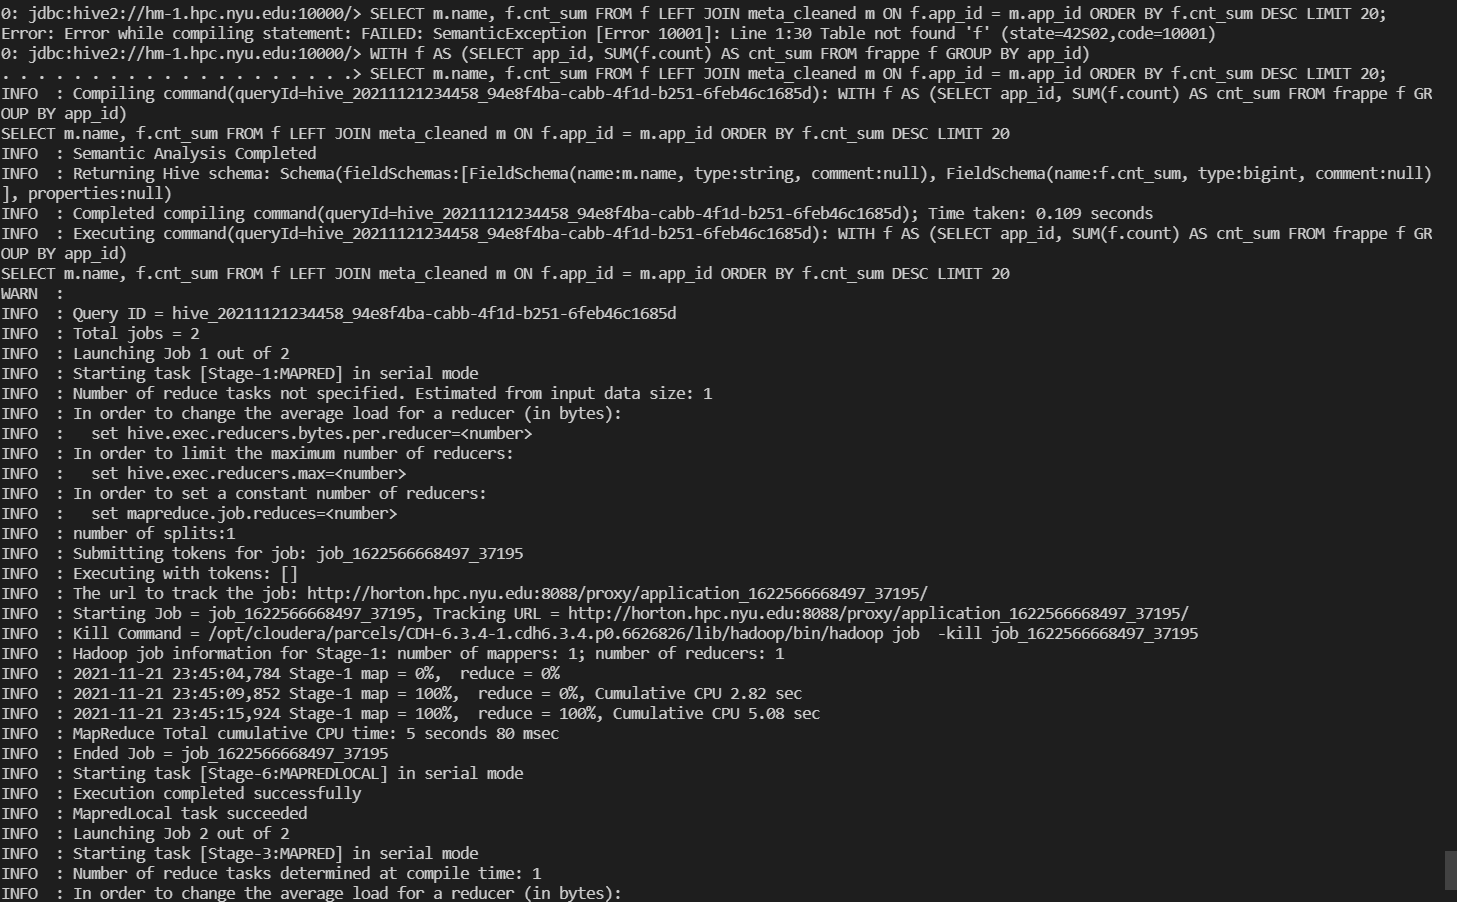 0: jdbc:hive2://hm-1.hpc.nyu.edu:10000/> SELECT m.name, f.cnt_sum FROM f LEFT JOIN meta_cleaned m ON f.app_id = m.app_id ORDER BY f.cnt_sum DESC LIMIT 20;
Error: Error while compiling statement: FAILED: SemanticException [Error 10001]: Line 1:30 Table not found 'f' (state=42S02,code=10001)
0: jdbc:hive2://hm-1.hpc.nyu.edu:10000/> WITH f AS (SELECT app_id, SUM(f.count) AS cnt_sum FROM frappe f GROUP BY app_id)
. . . . . . . . . . . . . . . . . . . .> SELECT m.name, f.cnt_sum FROM f LEFT JOIN meta_cleaned m ON f.app_id = m.app_id ORDER BY f.cnt_sum DESC LIMIT 20;
INFO  : Compiling command(queryId=hive_20211121234458_94e8f4ba-cabb-4f1d-b251-6feb46c1685d): WITH f AS (SELECT app_id, SUM(f.count) AS cnt_sum FROM frappe f GR
OUP BY app_id)
SELECT m.name, f.cnt_sum FROM f LEFT JOIN meta_cleaned m ON f.app_id = m.app_id ORDER BY f.cnt_sum DESC LIMIT 20
INFO  : Semantic Analysis Completed
INFO  : Returning Hive schema: Schema(fieldSchemas:[FieldSchema(name:m.name, type:string, comment:null), FieldSchema(name:f.cnt_sum, type:bigint, comment:null)
], properties:null)
INFO  : Completed compiling command(queryId=hive_20211121234458_94e8f4ba-cabb-4f1d-b251-6feb46c1685d); Time taken: 0.109 seconds
INFO  : Executing command(queryId=hive_20211121234458_94e8f4ba-cabb-4f1d-b251-6feb46c1685d): WITH f AS (SELECT app_id, SUM(f.count) AS cnt_sum FROM frappe f GR
OUP BY app_id)
SELECT m.name, f.cnt_sum FROM f LEFT JOIN meta_cleaned m ON f.app_id = m.app_id ORDER BY f.cnt_sum DESC LIMIT 20
WARN  :
INFO  : Query ID = hive_20211121234458_94e8f4ba-cabb-4f1d-b251-6feb46c1685d
INFO  : Total jobs = 2
INFO  : Launching Job 1 out of 2
INFO  : Starting task [Stage-1:MAPRED] in serial mode
INFO  : Number of reduce tasks not specified. Estimated from input data size: 1
INFO  : In order to change the average load for a reducer (in bytes):
INFO  :   set hive.exec.reducers.bytes.per.reducer=<number>
INFO  : In order to limit the maximum number of reducers:
INFO  :   set hive.exec.reducers.max=<number>
INFO  : In order to set a constant number of reducers:
INFO  :   set mapreduce.job.reduces=<number>
INFO  : number of splits:1
INFO  : Submitting tokens for job: job_1622566668497_37195
INFO  : Executing with tokens: []
INFO  : The url to track the job: http://horton.hpc.nyu.edu:8088/proxy/application_1622566668497_37195/
INFO  : Starting Job = job_1622566668497_37195, Tracking URL = http://horton.hpc.nyu.edu:8088/proxy/application_1622566668497_37195/
INFO  : Kill Command = /opt/cloudera/parcels/CDH-6.3.4-1.cdh6.3.4.p0.6626826/lib/hadoop/bin/hadoop job  -kill job_1622566668497_37195
INFO  : Hadoop job information for Stage-1: number of mappers: 1; number of reducers: 1
INFO  : 2021-11-21 23:45:04,784 Stage-1 map = 0%,  reduce = 0%
INFO  : 2021-11-21 23:45:09,852 Stage-1 map = 100%,  reduce = 0%, Cumulative CPU 2.82 sec
INFO  : 2021-11-21 23:45:15,924 Stage-1 map = 100%,  reduce = 100%, Cumulative CPU 5.08 sec
INFO  : MapReduce Total cumulative CPU time: 5 seconds 80 msec
INFO  : Ended Job = job_1622566668497_37195
INFO  : Starting task [Stage-6:MAPREDLOCAL] in serial mode
INFO  : Execution completed successfully
INFO  : MapredLocal task succeeded
INFO  : Launching Job 2 out of 2
INFO  : Starting task [Stage-3:MAPRED] in serial mode
INFO  : Number of reduce tasks determined at compile time: 1
INFO  : In order to change the average load for a reducer (in bytes):